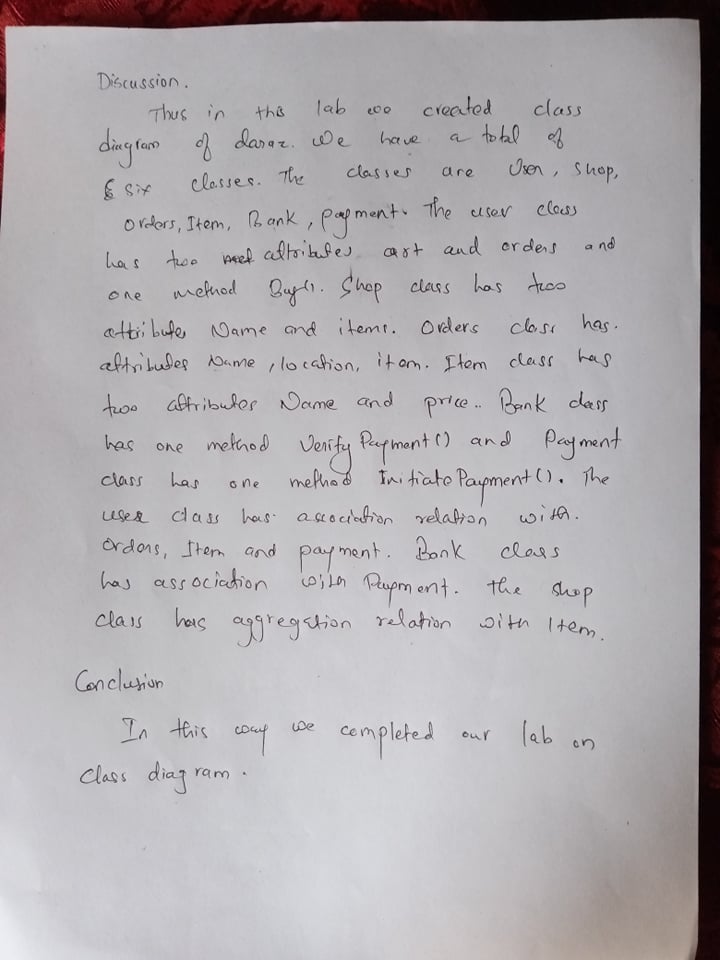 Discussion.
Thus in this lab we created class
diagram of daraz. We have a total of
six classes. The classes are User, Shop,
Orders, Item, Bank, payment. The user class
has two attributes cart and orders and
one method Buy(). Shop class has two
attributes Name and items. Orders class has.
attributes Name, location, item. Item class has
two attributes Name and price.. Bank class
has one method Verify Payment() and Payment
class has one method Initiate Payment(). The
user class has association relation with.
Orders, Item and payment. Bank class
has association with Payment. The shop
class has aggregation relation with Item.
Conclusion
In this way we completed our lab on
Class diagram.